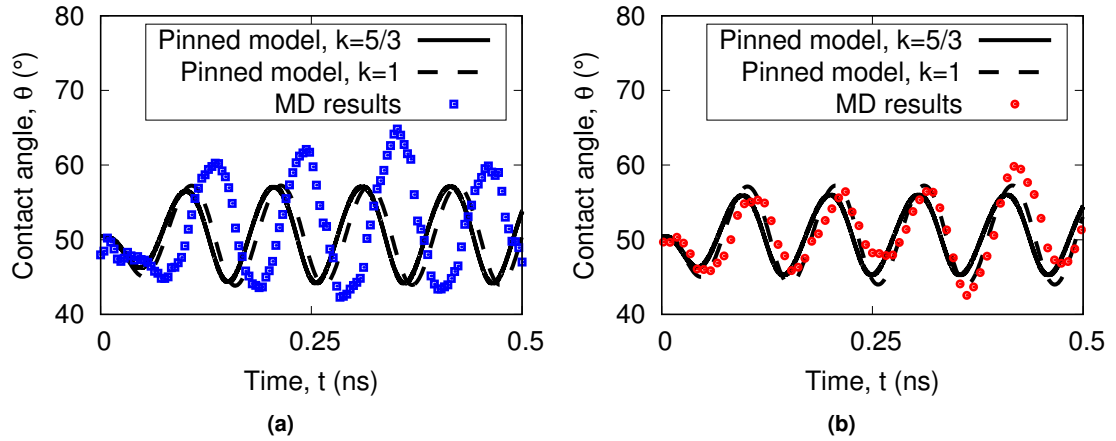 80
70
60
50
40
Contact angle, θ (°)
Pinned model, k=5/3
Pinned model, k=1
MD results
0
0.25
0.5
Time, t (ns)
(a)
80
70
60
50
40
Contact angle, θ (°)
Pinned model, k=5/3
Pinned model, k=1
MD results
0
0.25
0.5
Time, t (ns)
(b)